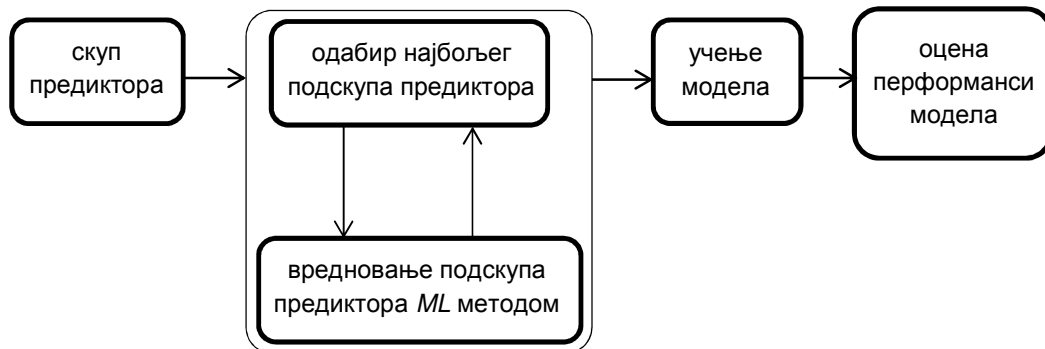 скуп
предиктора
одабир најбољег
подскупа предиктора
вредновање подскупа
предиктора ML методом
учење
модела
оцена
перформанси
модела